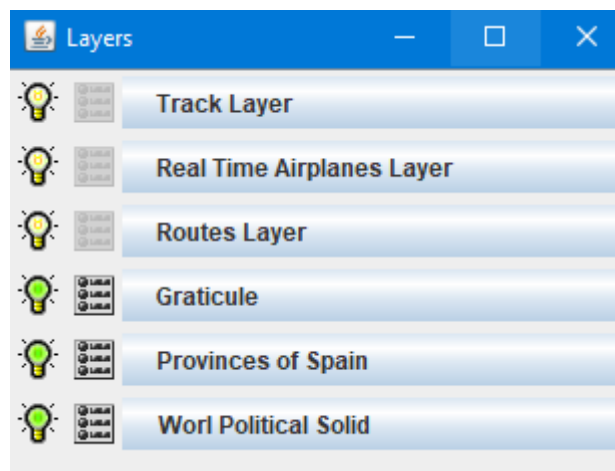 Layers
Track Layer
Real Time Airplanes Layer
Routes Layer
Graticule
Provinces of Spain
Worl Political Solid